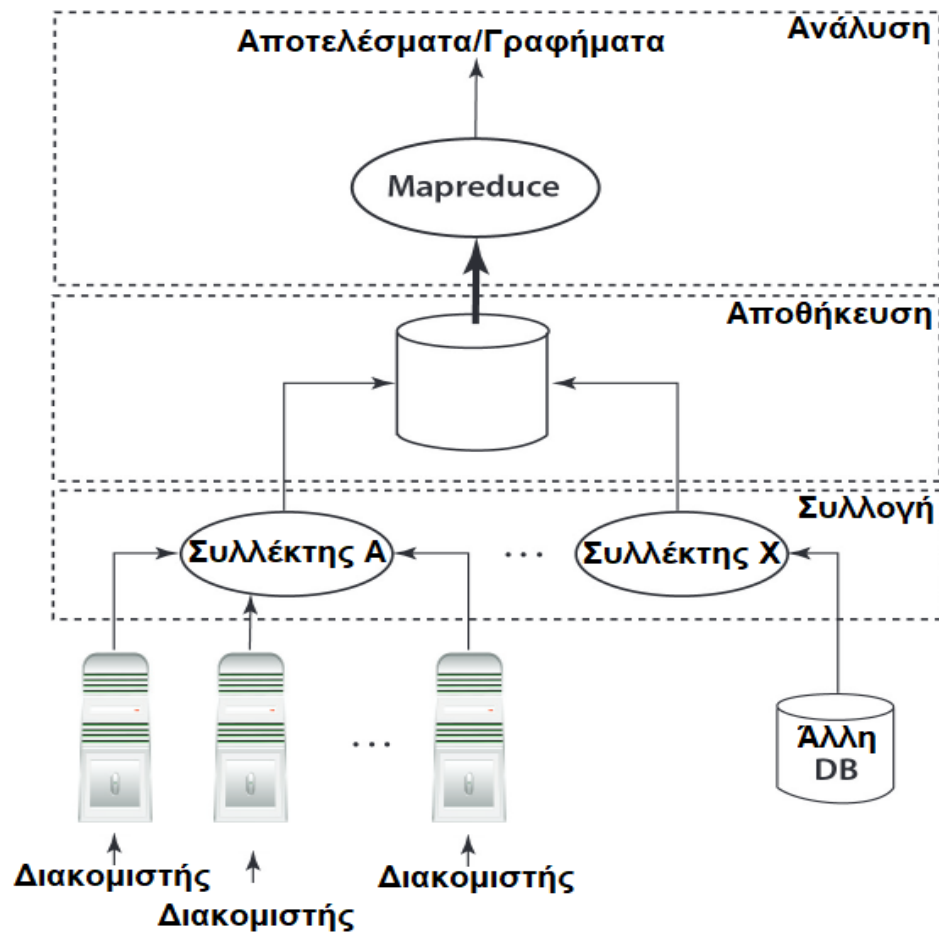 Ανάλυση
Αποτελέσματα/Γραφήματα
Mapreduce
Αποθήκευση
Συλλογή
Συλλέκτης Α
...
Συλλέκτης Χ
...
Άλλη
DB
Διακομιστής
Διακομιστής
Διακομιστής